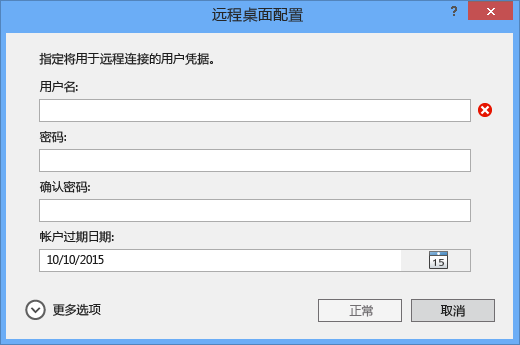 远程桌面配置
?
指定将用于远程连接的用户凭据。
用户名:
密码:
确认密码:
帐户过期日期:
10/10/2015
15
更多选项
正常
取消